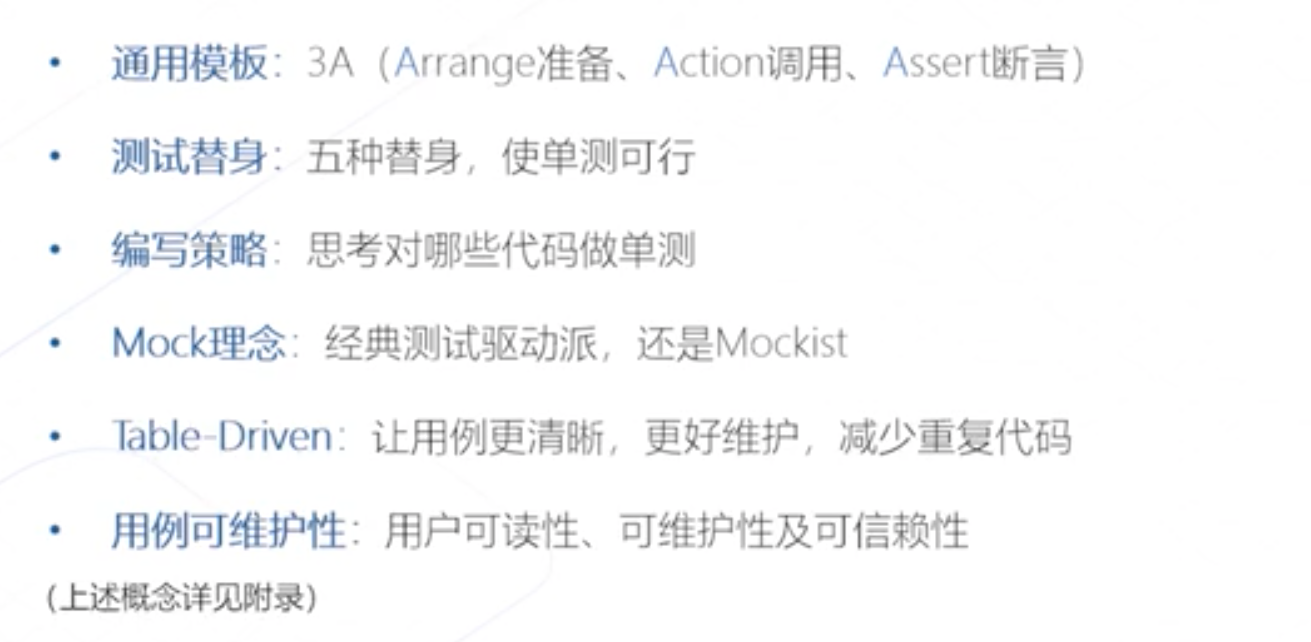 • 通用模板：3A（Arrange准备、Action调用、Assert断言）
• 测试替身：五种替身，使单测可行
• 编写策略：思考对哪些代码做单测
• Mock理念：经典测试驱动派，还是Mockist
• Table-Driven：让用例更清晰，更好维护，减少重复代码
• 用例可维护性：用户可读性、可维护性及可信赖性
（上述概念详见附录）